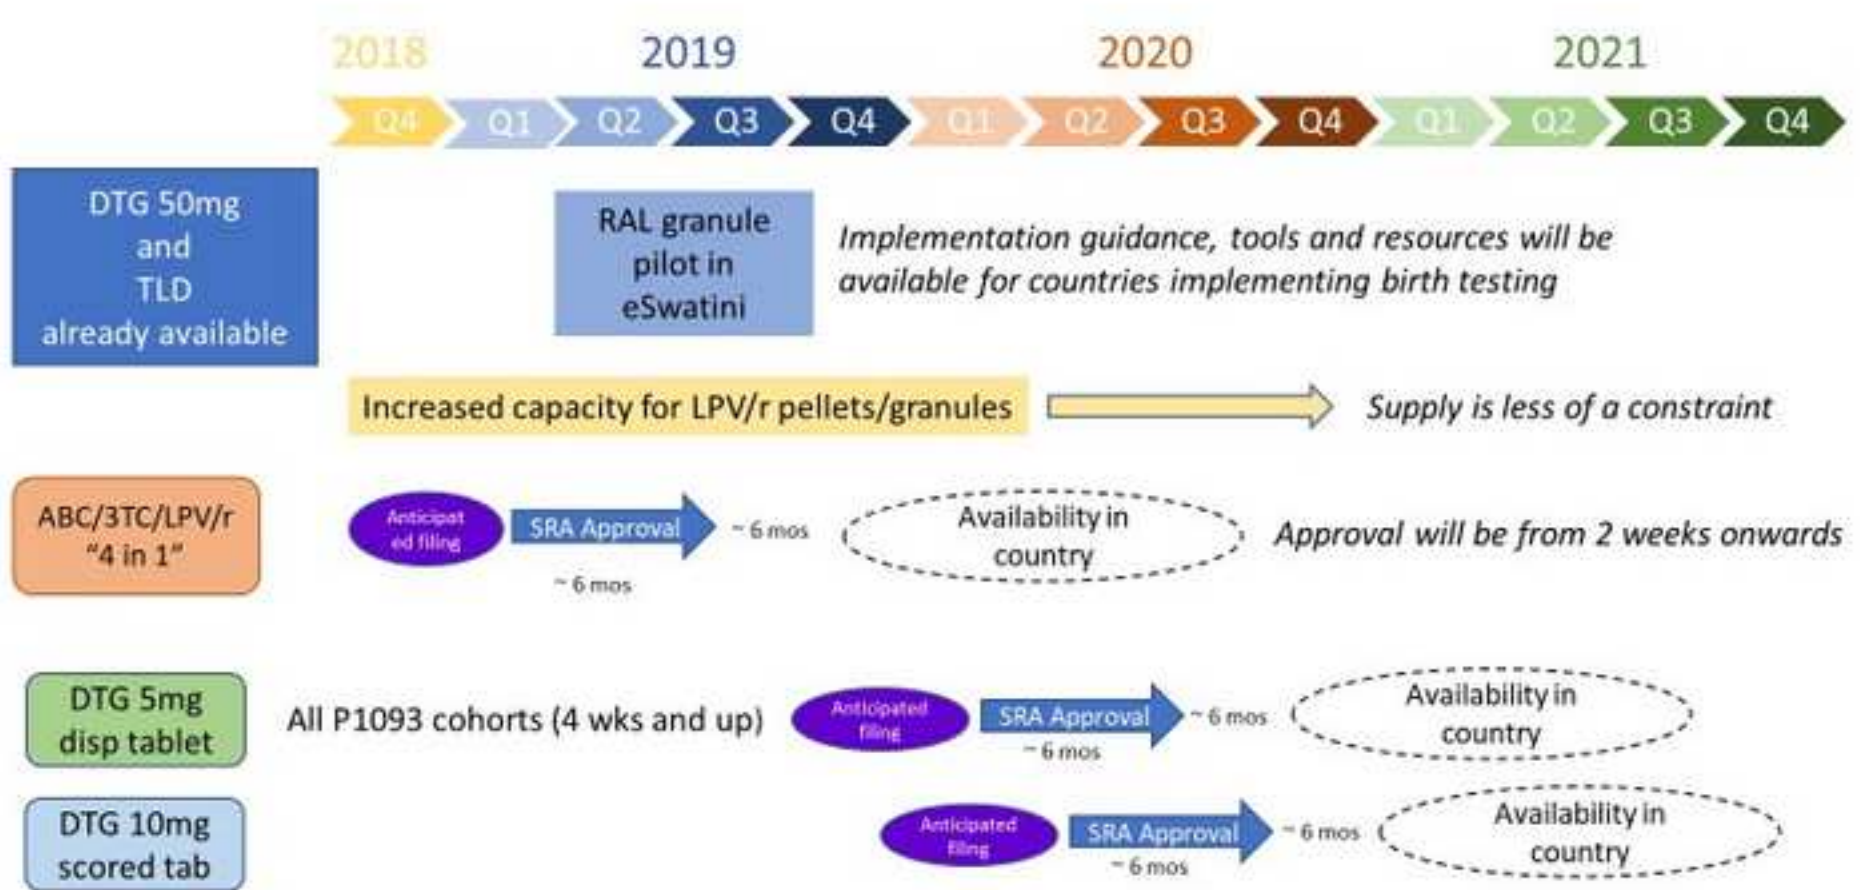 2018 2019 2020 2021
Q4 Q1 Q2 Q3 Q4 Q1 Q2 Q3 Q4 Q1 Q2 Q3 Q4
DTG 50mg
and
TLD
already available
RAL granule
pilot in
eSwatini
Implementation guidance, tools and resources will be
available for countries implementing birth testing
Increased capacity for LPV/r pellets/granules
Supply is less of a constraint
ABC/3TC/LPV/r
"4 in 1"
Anticipat
ed filing
SRA Approval
~ 6 mos
~ 6 mos
Availability in
country
Approval will be from 2 weeks onwards
DTG 5mg
disp tablet
All P1093 cohorts (4 wks and up)
Anticipated
filing
SRA Approval
~ 6 mos
~ 6 mos
Availability in
country
DTG 10mg
scored tab
Anticipated
filing
SRA Approval
~ 6 mos
~ 6 mos
Availability in
country